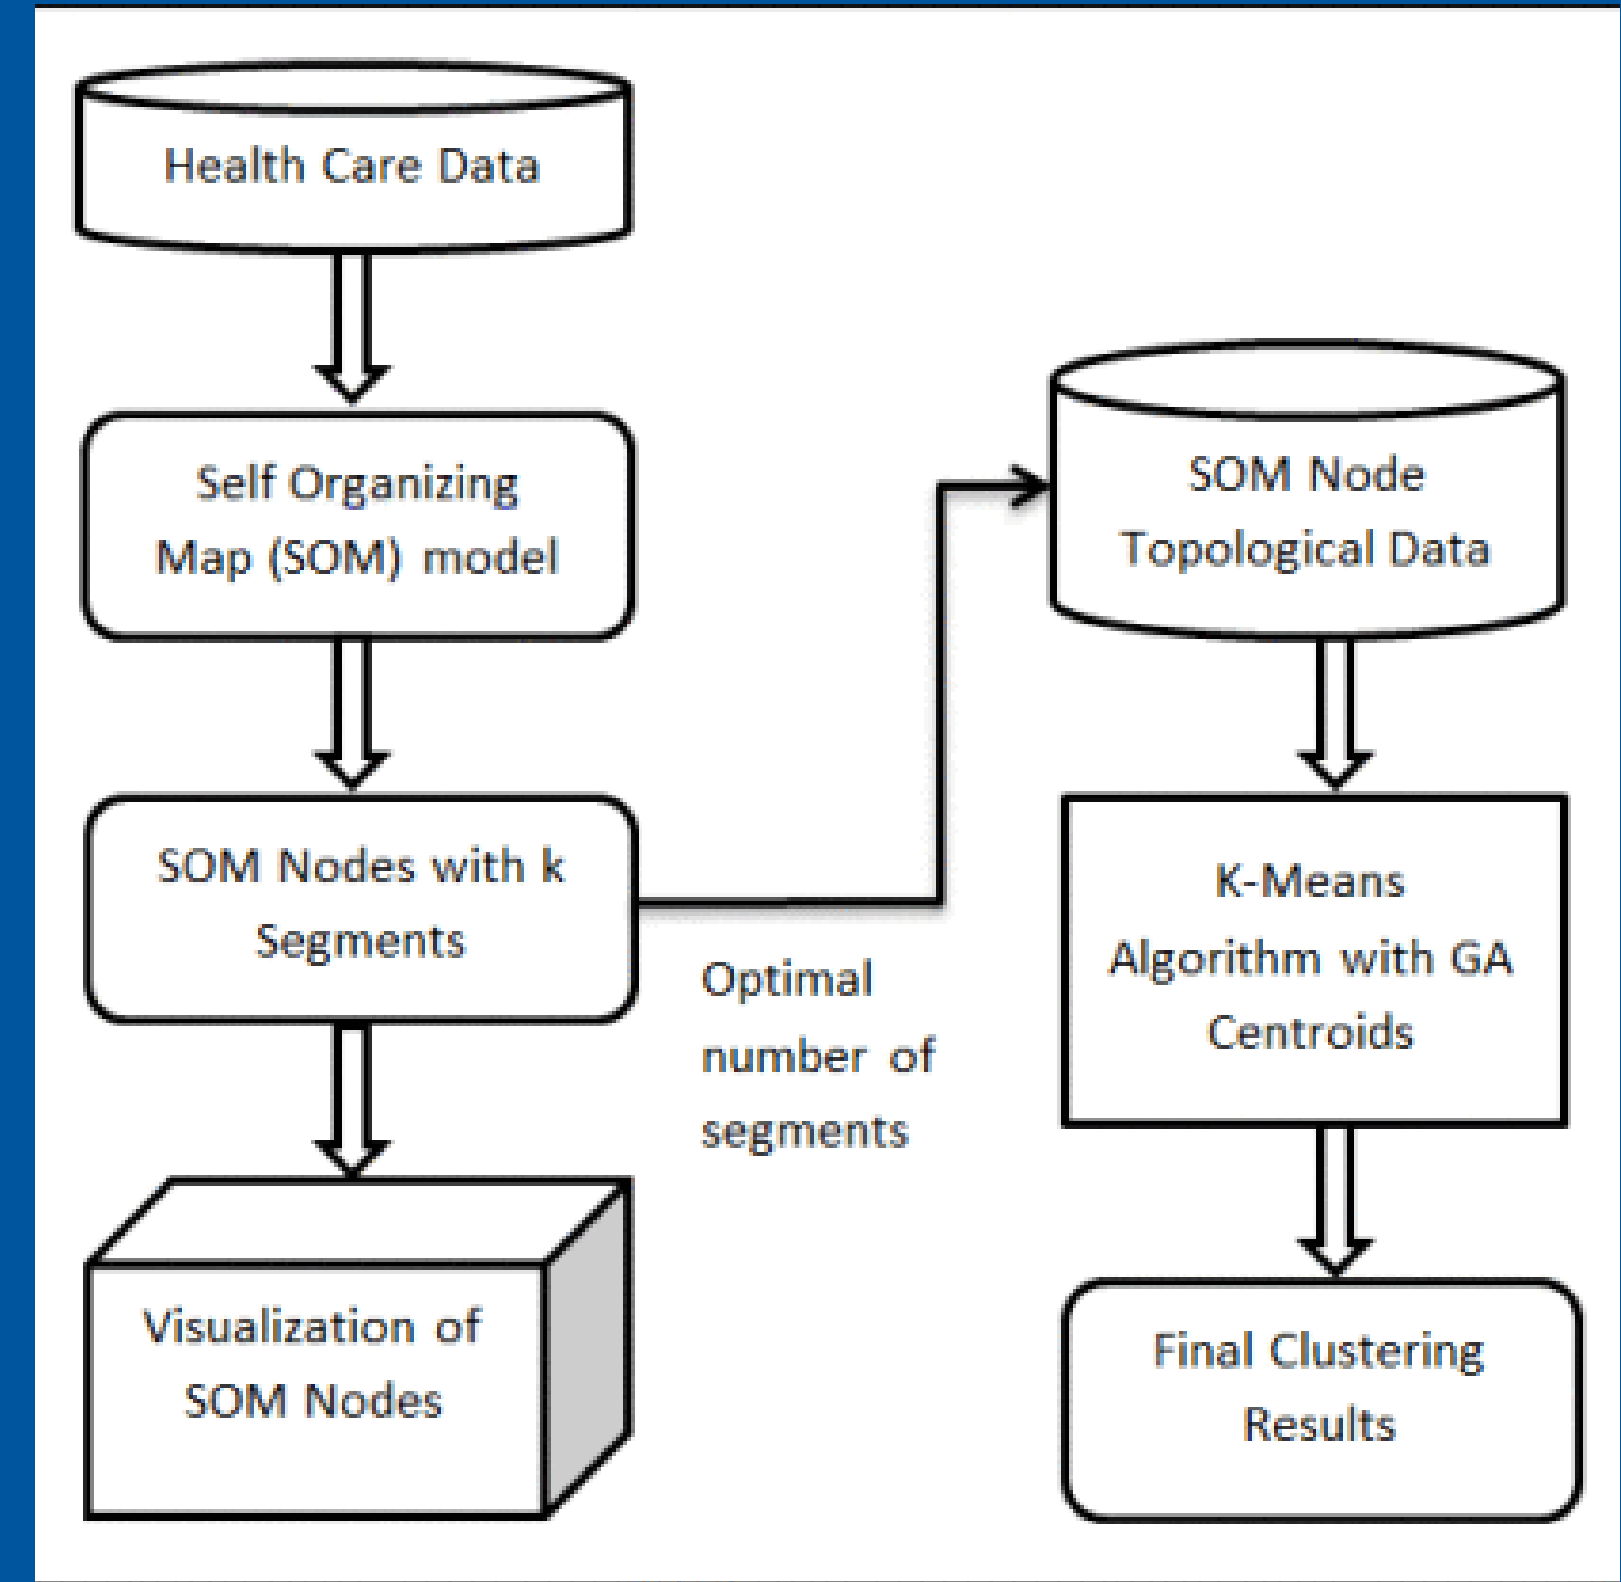 Health Care Data
Self Organizing
Map (SOM) model
SOM Nodes with k
Segments
Optimal
number of
segments
Visualization of
SOM Nodes
SOM Node
Topological Data
K-Means
Algorithm with GA
Centroids
Final Clustering
Results